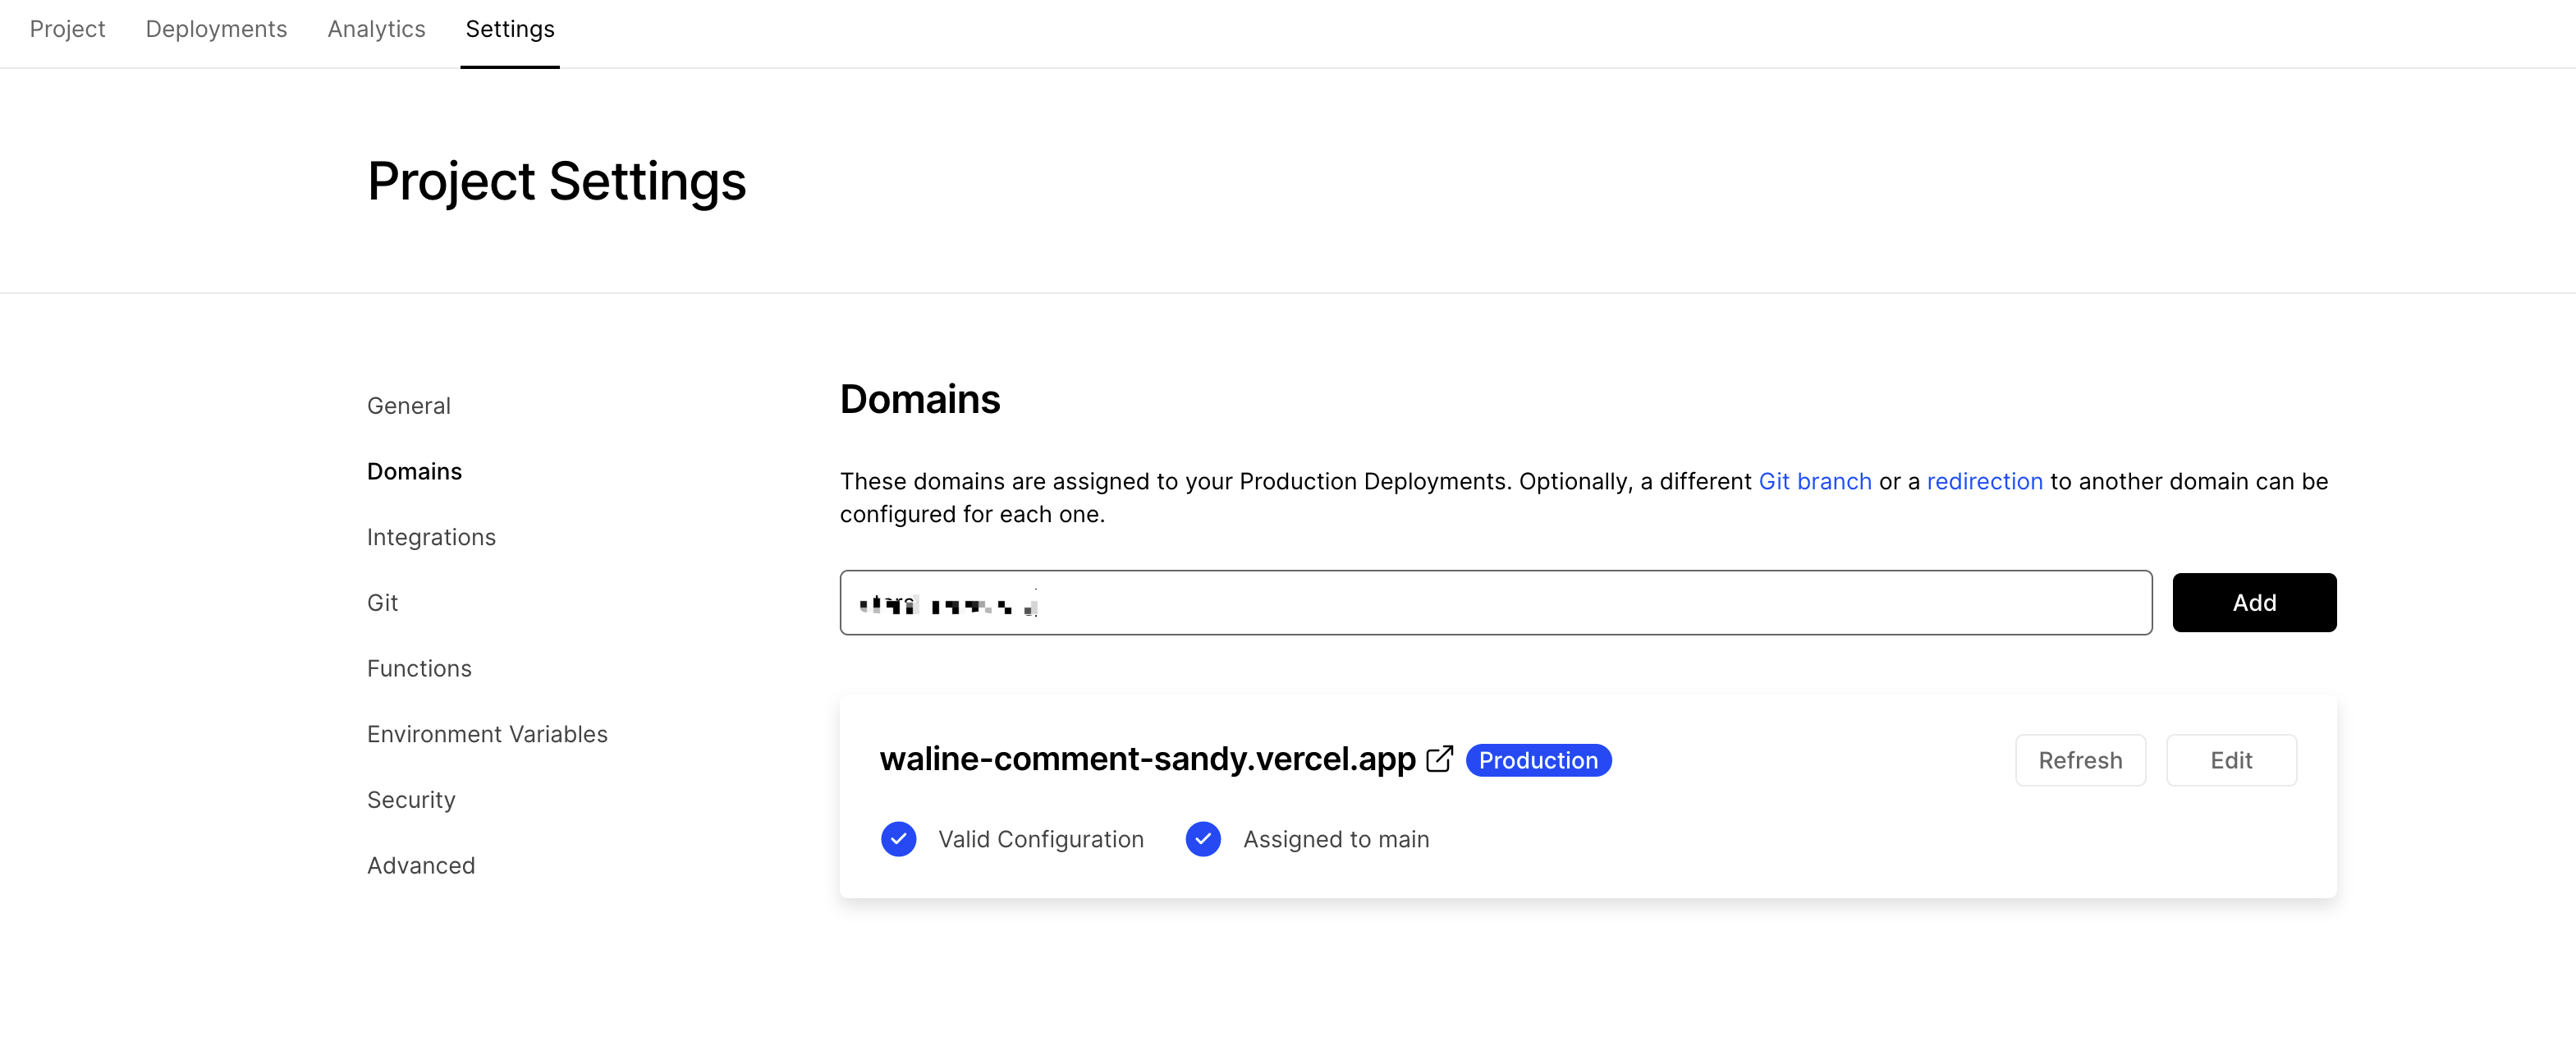 Project Deployments Analytics Settings
Project Settings
General
Domains
Integrations
Git
Functions
Environment Variables
Security
Advanced
Domains
These domains are assigned to your Production Deployments. Optionally, a different Git branch or a redirection to another domain can be
configured for each one.
Add
waline-comment-sandy.vercel.app Production Refresh Edit
Valid Configuration Assigned to main